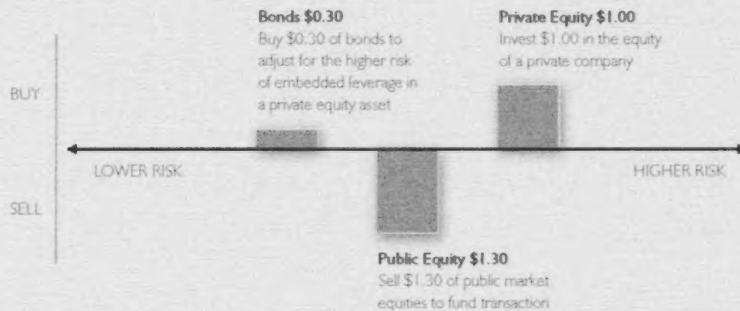 Bonds $0.30
Buy $0.30 of bonds to
adjust for the higher risk
of embedded leverage in
a private equity asset
Private Equity $1.00
Invest $1.00 in the equity
of a private company
BUY
LOWER RISK
HIGHER RISK
SELL
Public Equity $1.30
Sell $1.30 of public market
equities to fund transaction